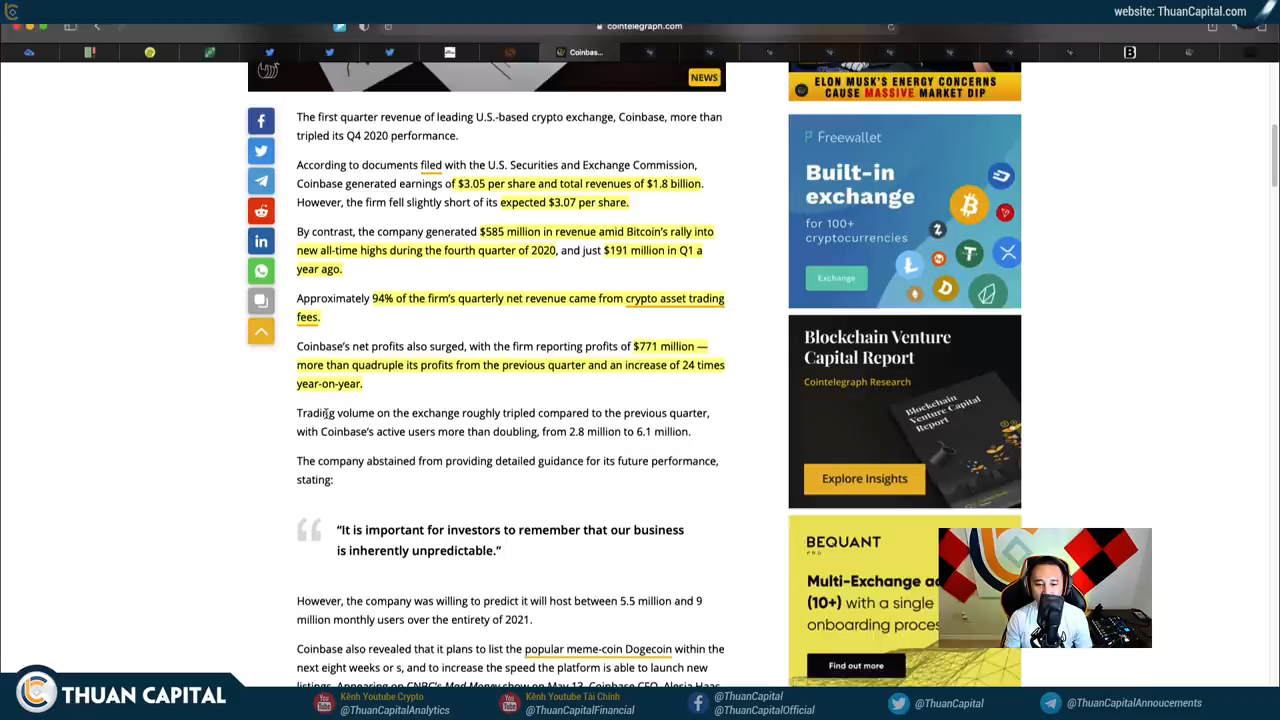 website: ThuanCapital.com
cointelegraph.com
Coinbas...
NEWS
ELON MUSK'S ENERGY CONCERNS
CAUSE MASSIVE MARKET DIP
The first quarter revenue of leading U.S.-based crypto exchange, Coinbase, more than
tripled its Q4 2020 performance.
According to documents filed with the U.S. Securities and Exchange Commission,
Coinbase generated earnings of $3.05 per share and total revenues of $1.8 billion.
However, the firm fell slightly short of its expected $3.07 per share.
By contrast, the company generated $585 million in revenue amid Bitcoin's rally into
new all-time highs during the fourth quarter of 2020, and just $191 million in Q1 a
year ago.
Approximately 94% of the firm's quarterly net revenue came from crypto asset trading
fees.
Coinbase's net profits also surged, with the firm reporting profits of $771 million —
more than quadruple its profits from the previous quarter and an increase of 24 times
year-on-year.
Trading volume on the exchange roughly tripled compared to the previous quarter,
with Coinbase's active users more than doubling, from 2.8 million to 6.1 million.
The company abstained from providing detailed guidance for its future performance,
stating:
“It is important for investors to remember that our business
is inherently unpredictable.”
However, the company was willing to predict it will host between 5.5 million and 9
million monthly users over the entirety of 2021.
Coinbase also revealed that it plans to list the popular meme-coin Dogecoin within the
next eight weeks or s, and to increase the speed the platform is able to launch new
listings. Appearing on CNBC's Mad Money show on May 13, Coinbase CFO, Alesia Haas
Freewallet
Built-in
exchange
for 100+
cryptocurrencies
Exchange
Blockchain Venture
Capital Report
Cointelegraph Research
Blockchain
Venture Capital
Report
Explore Insights
BEQUANT
PRO
Multi-Exchange
(10+) with a single
onboarding
Find out more
THUAN CAPITAL
Kênh Youtube Crypto
@ThuanCapitalAnalytics
Kênh Youtube Tài Chính
@ThuanCapitalFinancial
@ThuanCapital
@ThuanCapitalOfficial
@ThuanCapital
@ThuanCapitalAnnoucements